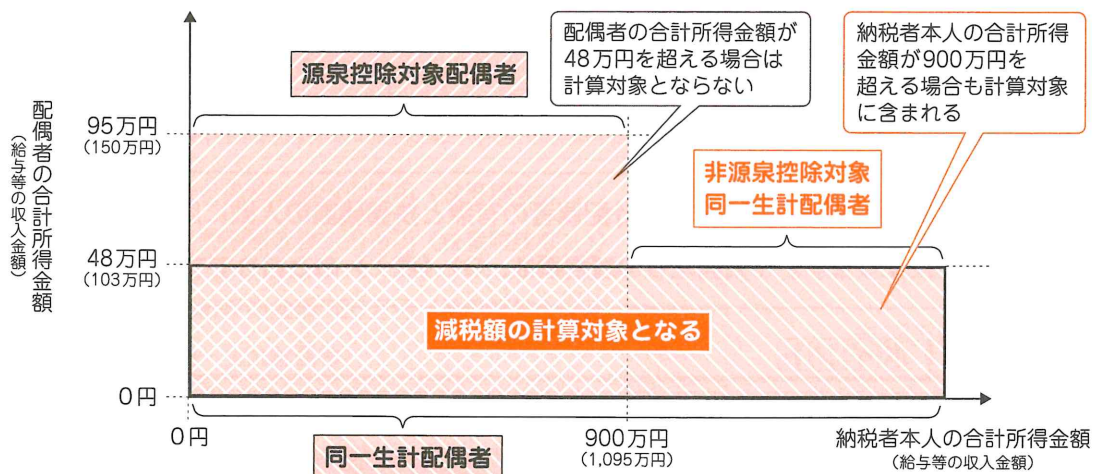 源泉控除対象配偶者
配偶者の合計所得金額が
48万円を超える場合は
計算対象とならない
納税者本人の合計所得
金額が900万円を
超える場合も計算対象
に含まれる
配偶者の合計所得金額
(給与等の収入金額)
95万円
(150万円)
非源泉控除対象
同一生計配偶者
48万円
(103万円)
減税額の計算対象となる
0円
0円
同一生計配偶者
900万円
(1,095万円)
納税者本人の合計所得金額
(給与等の収入金額)